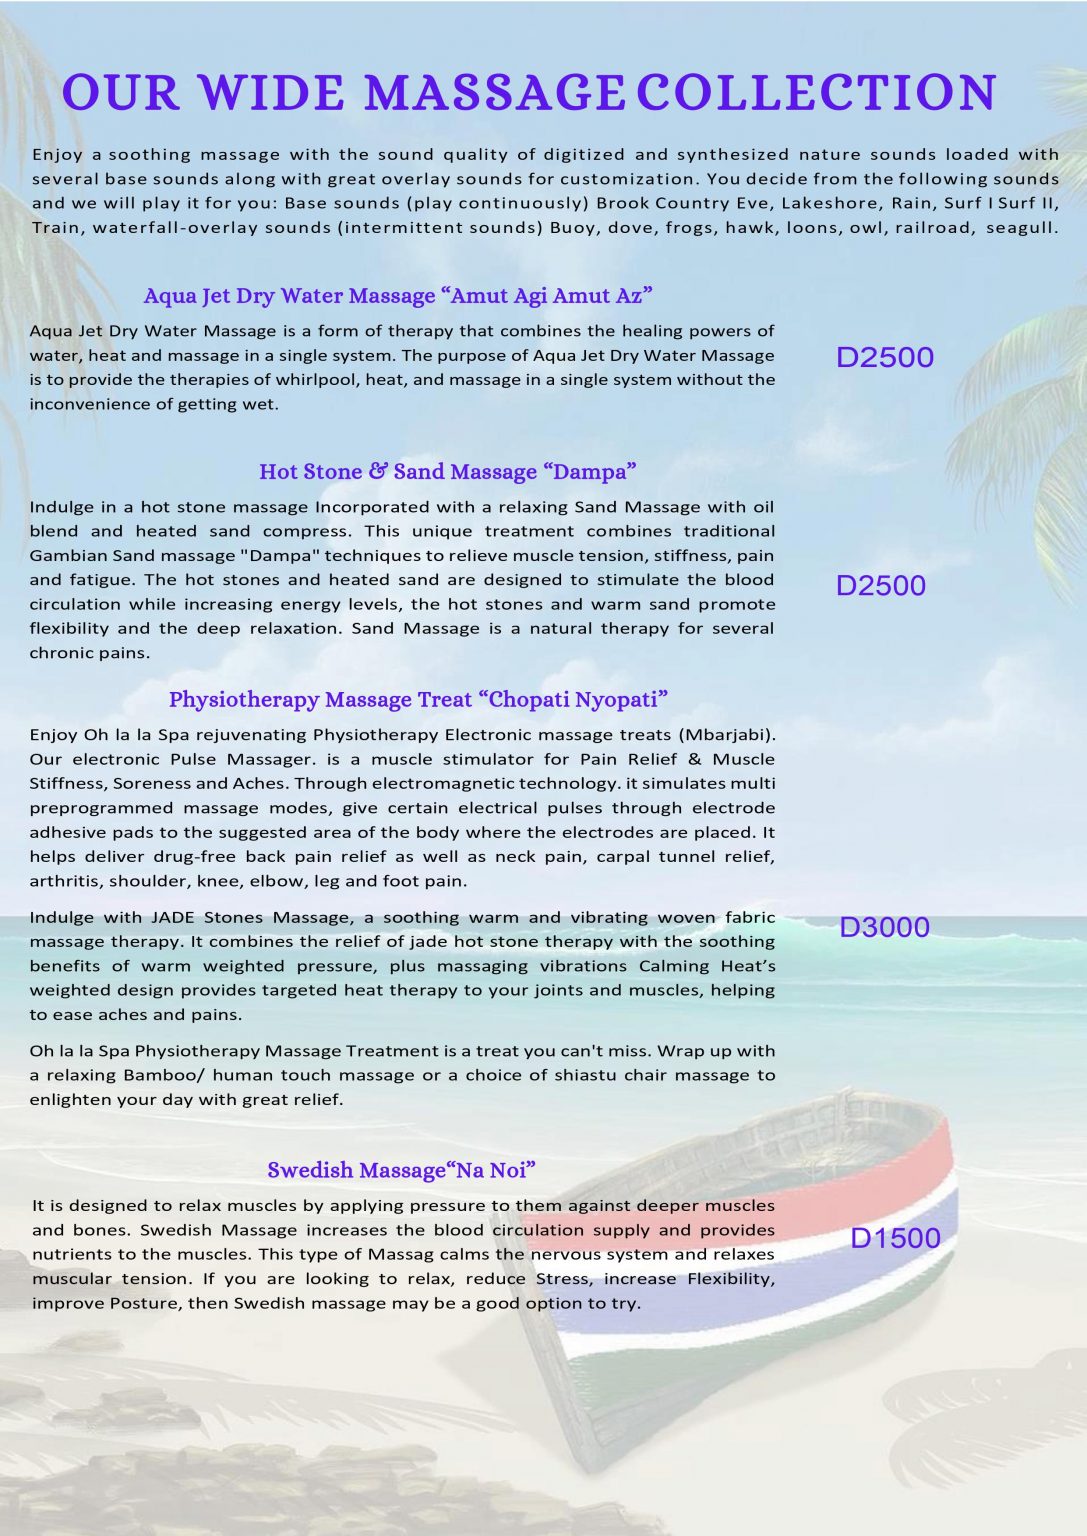 OUR WIDE MASSAGE COLLECTION
Enjoy a soothing massage with the sound quality of digitized and synthesized nature sounds loaded with
several base sounds along with great overlay sounds for customization. You decide from the following sounds
and we will play it for you: Base sounds (play continuously) Brook Country Eve, Lakeshore, Rain, Surf I Surf II,
Train, waterfall-overlay sounds (intermittent sounds) Buoy, dove, frogs, hawk, loons, owl, railroad, seagull.
Aqua Jet Dry Water Massage “Amut Agi Amut Az”
Aqua Jet Dry Water Massage is a form of therapy that combines the healing powers of
water, heat and massage in a single system. The purpose of Aqua Jet Dry Water Massage
is to provide the therapies of whirlpool, heat, and massage in a single system without the
inconvenience of getting wet.
D2500
Hot Stone & Sand Massage “Dampa”
Indulge in a hot stone massage Incorporated with a relaxing Sand Massage with oil
blend and heated sand compress. This unique treatment combines traditional
Gambian Sand massage "Dampa" techniques to relieve muscle tension, stiffness, pain
and fatigue. The hot stones and heated sand are designed to stimulate the blood
circulation while increasing energy levels, the hot stones and warm sand promote
flexibility and the deep relaxation. Sand Massage is a natural therapy for several
chronic pains.
D2500
Physiotherapy Massage Treat “Chopati Nyopati”
Enjoy Oh la la Spa rejuvenating Physiotherapy Electronic massage treats (Mbarjabi).
Our electronic Pulse Massager. is a muscle stimulator for Pain Relief & Muscle
Stiffness, Soreness and Aches. Through electromagnetic technology. it simulates multi
preprogrammed massage modes, give certain electrical pulses through electrode
adhesive pads to the suggested area of the body where the electrodes are placed. It
helps deliver drug-free back pain relief as well as neck pain, carpal tunnel relief,
arthritis, shoulder, knee, elbow, leg and foot pain.
Indulge with JADE Stones Massage, a soothing warm and vibrating woven fabric
massage therapy. It combines the relief of jade hot stone therapy with the soothing
benefits of warm weighted pressure, plus massaging vibrations Calming Heat’s
weighted design provides targeted heat therapy to your joints and muscles, helping
to ease aches and pains.
D3000
Oh la la Spa Physiotherapy Massage Treatment is a treat you can't miss. Wrap up with
a relaxing Bamboo/ human touch massage or a choice of shiastu chair massage to
enlighten your day with great relief.
Swedish Massage“Na Noi”
It is designed to relax muscles by applying pressure to them against deeper muscles
and bones. Swedish Massage increases the blood circulation supply and provides
nutrients to the muscles. This type of Massag calms the nervous system and relaxes
muscular tension. If you are looking to relax, reduce Stress, increase Flexibility,
improve Posture, then Swedish massage may be a good option to try.
D1500